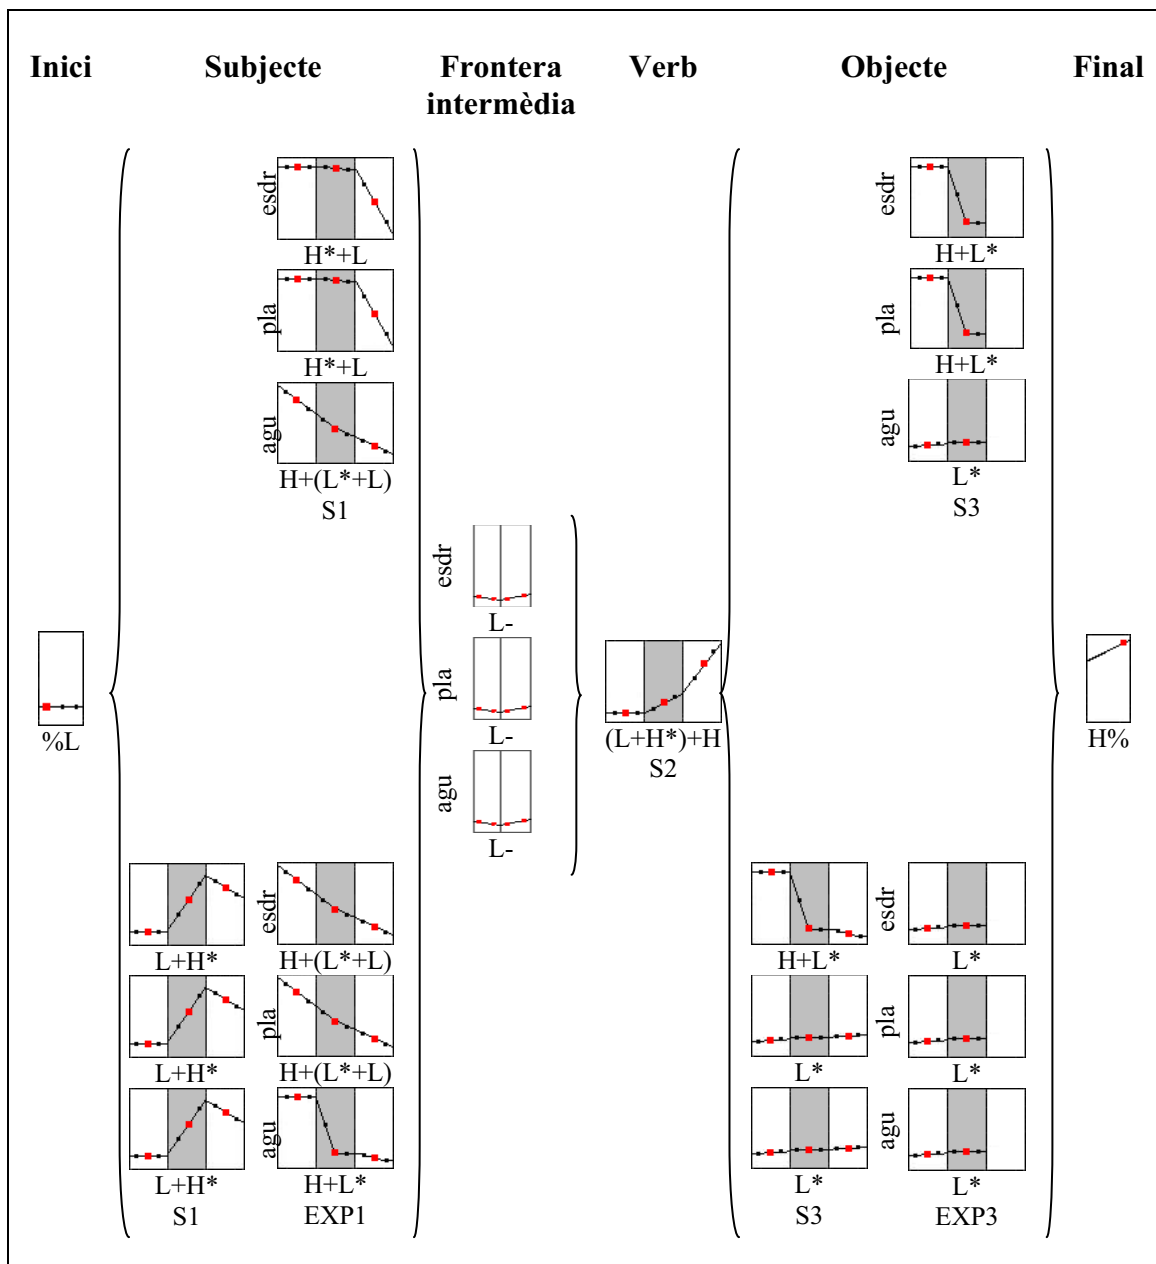 Inici Subjecte Frontera intermèdia Verb Objecte Final
esdr
H*+L
pla
H*+L
agu
H+(L*+L)
S1
esdr
H+L*
pla
H+L*
agu
L*
S3
esdr
L-
pla
L-
agu
L-
%L
(L+H*)+H
S2
H%
esdr
L+H* H+(L*+L)
pla
L+H* H+(L*+L)
agu
L+H* H+L*
S1 EXP1
esdr
H+L* L*
pla
L* L*
agu
L* L*
S3 EXP3